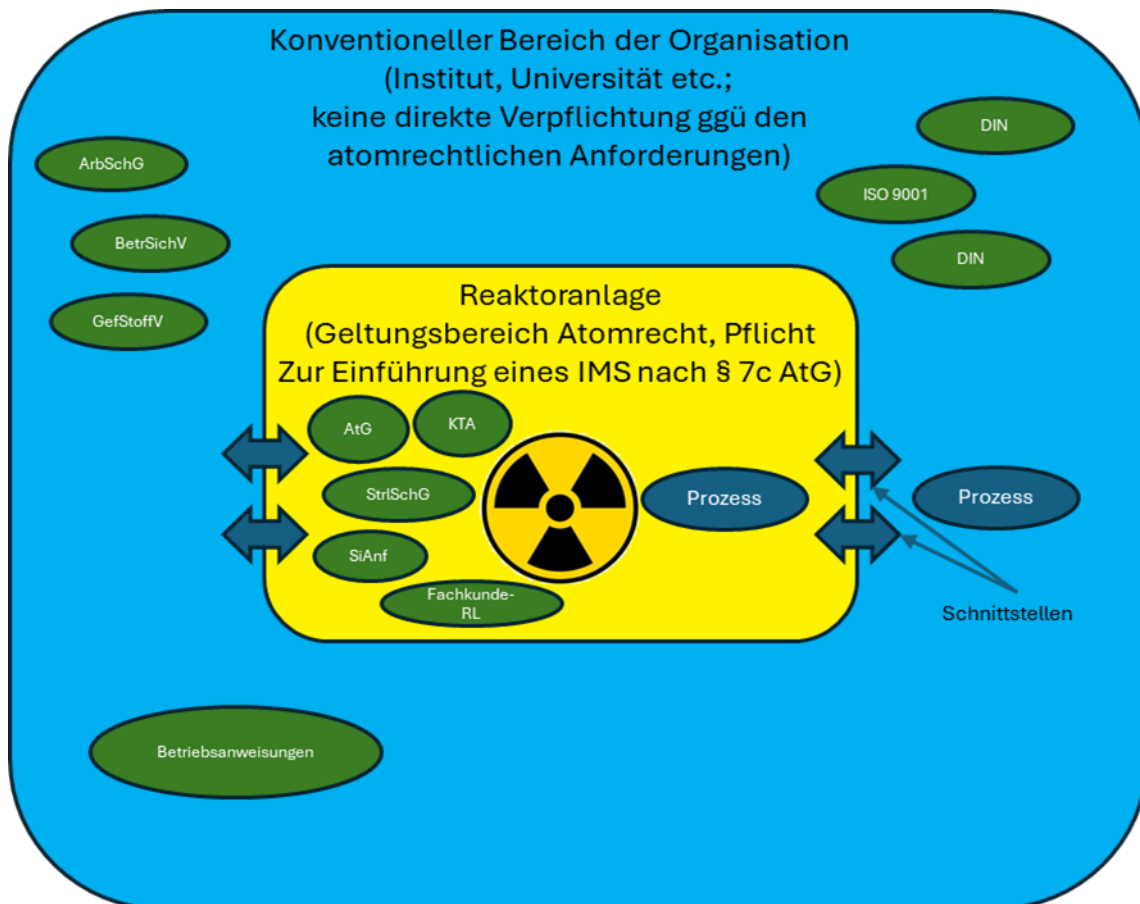 Konventioneller Bereich der Organisation
(Institut, Universität etc.;
keine direkte Verpflichtung ggü den
atomrechtlichen Anforderungen)
ArbSchG
BetrSichV
GefStoffV
DIN
ISO 9001
DIN
Reaktoranlage
(Geltungsbereich Atomrecht, Pflicht
Zur Einführung eines IMS nach § 7c AtG)
AtG
KTA
StrlSchG
SiAnf
Fachkunde-
RL
Prozess
Prozess
Schnittstellen
Betriebsanweisungen